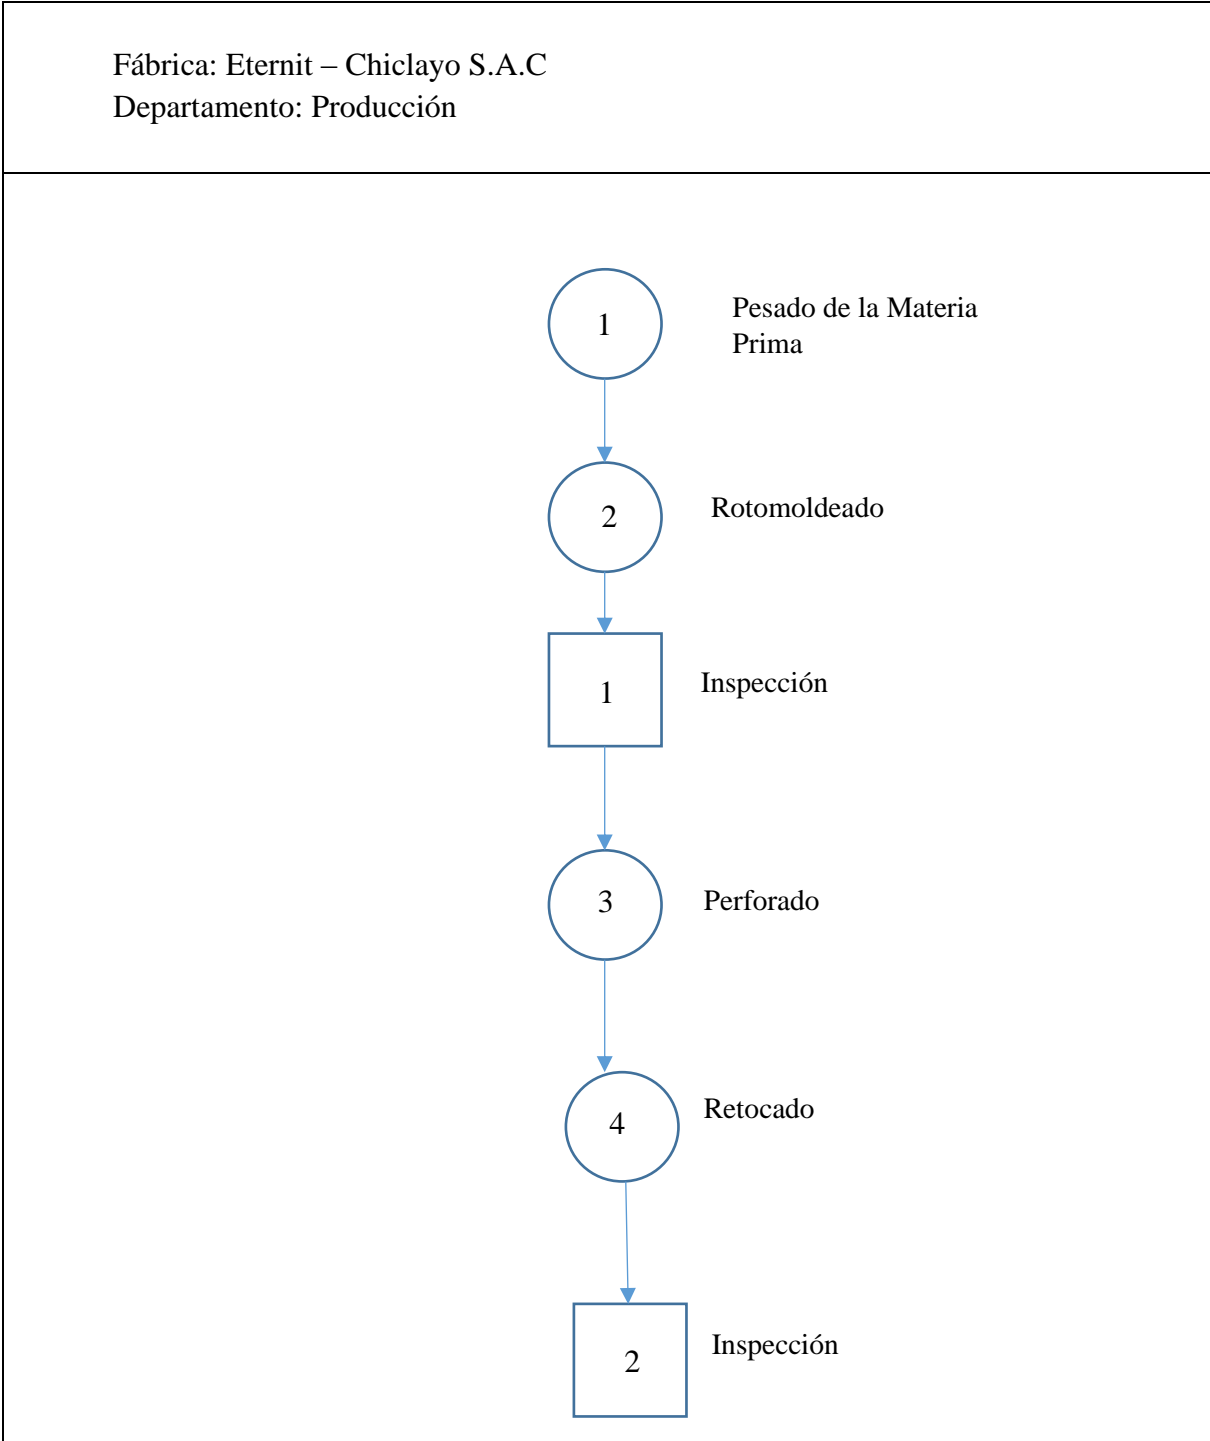 Fábrica: Eternit – Chiclayo S.A.C
Departamento: Producción
1
Pesado de la Materia
Prima
2
Rotomoldeado
1
Inspección
3
Perforado
4
Retocado
2
Inspección